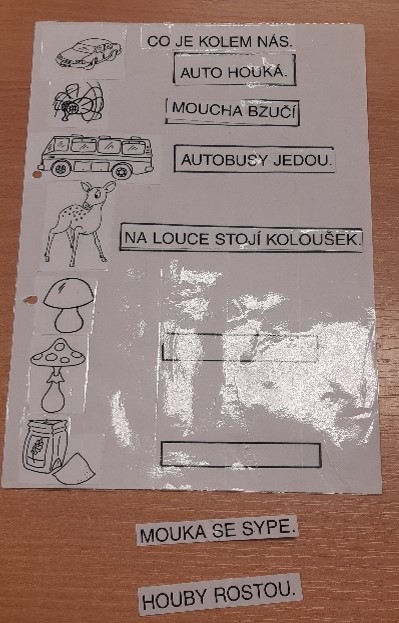 CO JE KOLEM NÁS.
AUTO HOUKÁ.
MOUCHA BZUČÍ
AUTOBUSY JEDOU.
NA LOUCE STOJÍ KOLOUŠEK.
MOUKA SE SYPE.
HOUBY ROSTOU.